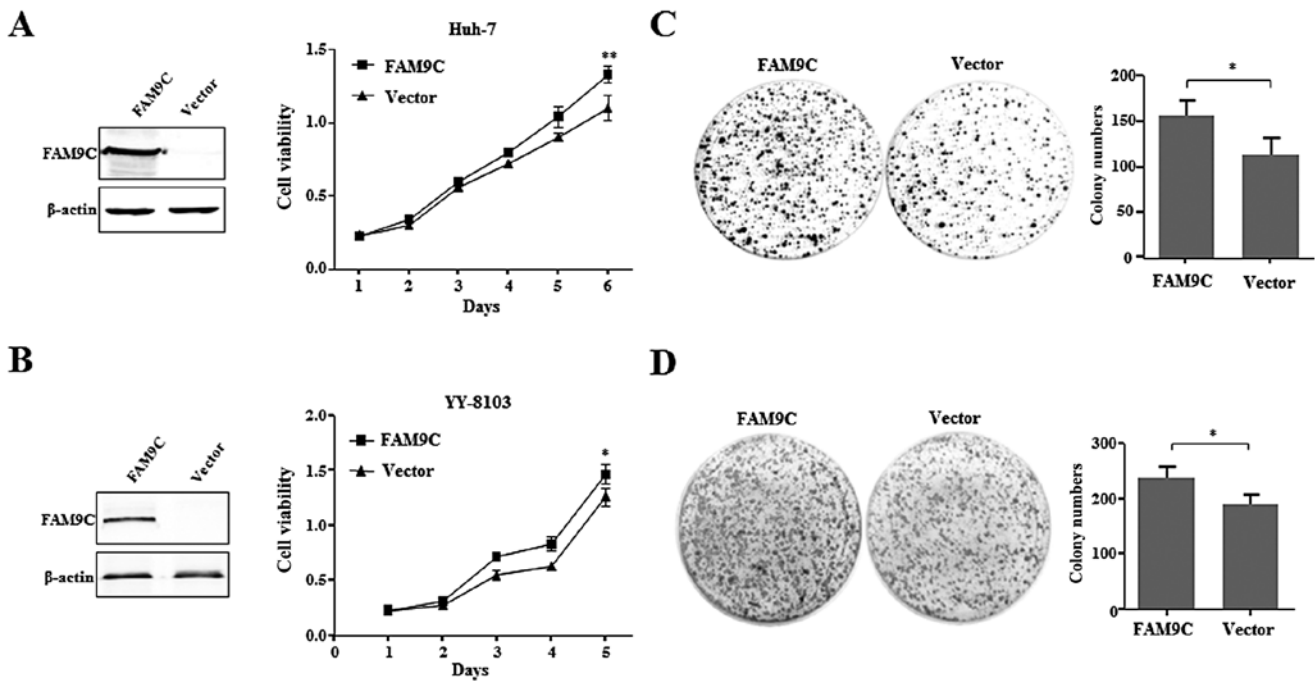 A
FAM9C
Vector
FAM9C
β-actin
Huh-7
FAM9C
Vector
**
Cell viability
1.5
1.0
0.5
0.0
1 2 3 4 5 6
Days
C
FAM9C
Vector
*
Colony numbers
200
150
100
50
0
FAM9C Vector
B
FAM9C
Vector
FAM9C
β-actin
YY-8103
FAM9C
Vector
*
Cell viability
2.0
1.5
1.0
0.5
0.0
0 1 2 3 4 5
Days
D
FAM9C
Vector
*
Colony numbers
300
200
300
0
FAM9C Vector